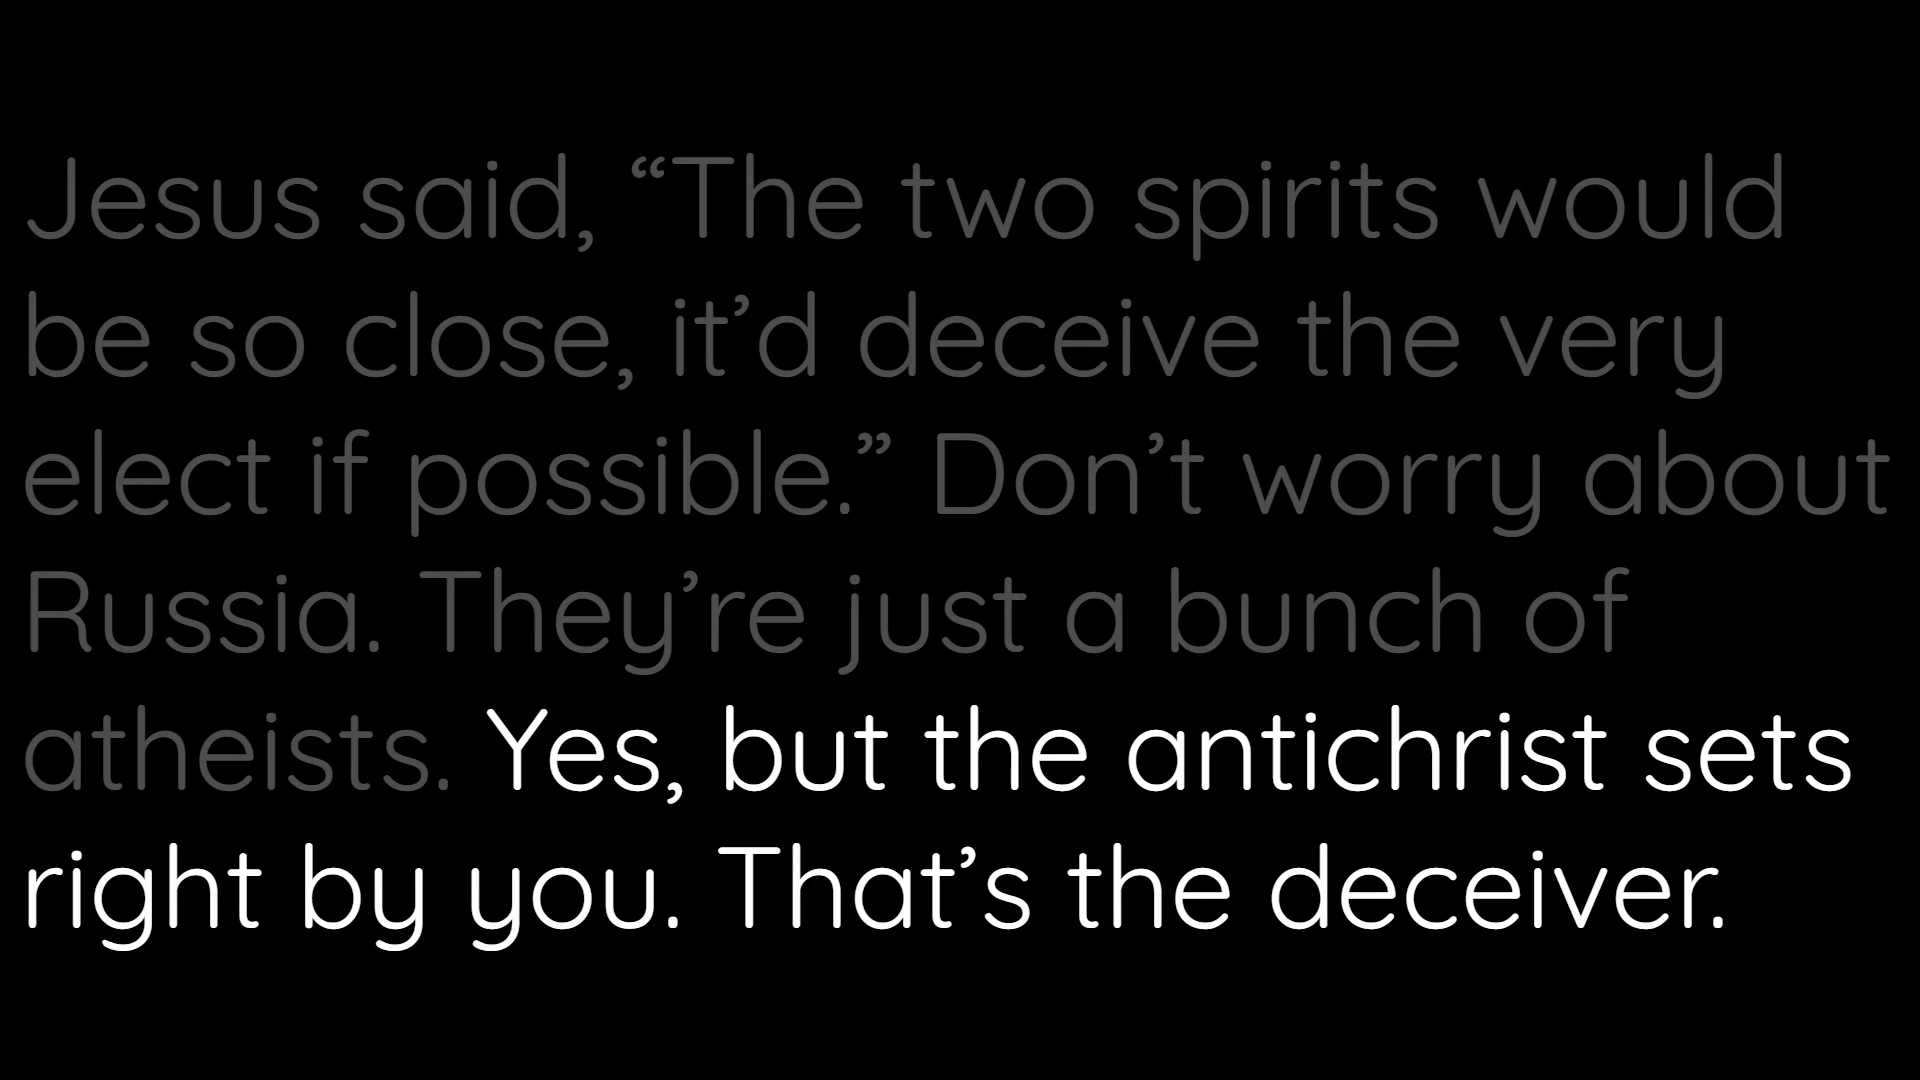 Jesus said, “The two spirits would
be so close, it’d deceive the very
elect if possible.” Don’t worry about
Russia. They’re just a bunch of
atheists. Yes, but the antichrist sets
right by you. That’s the deceiver.